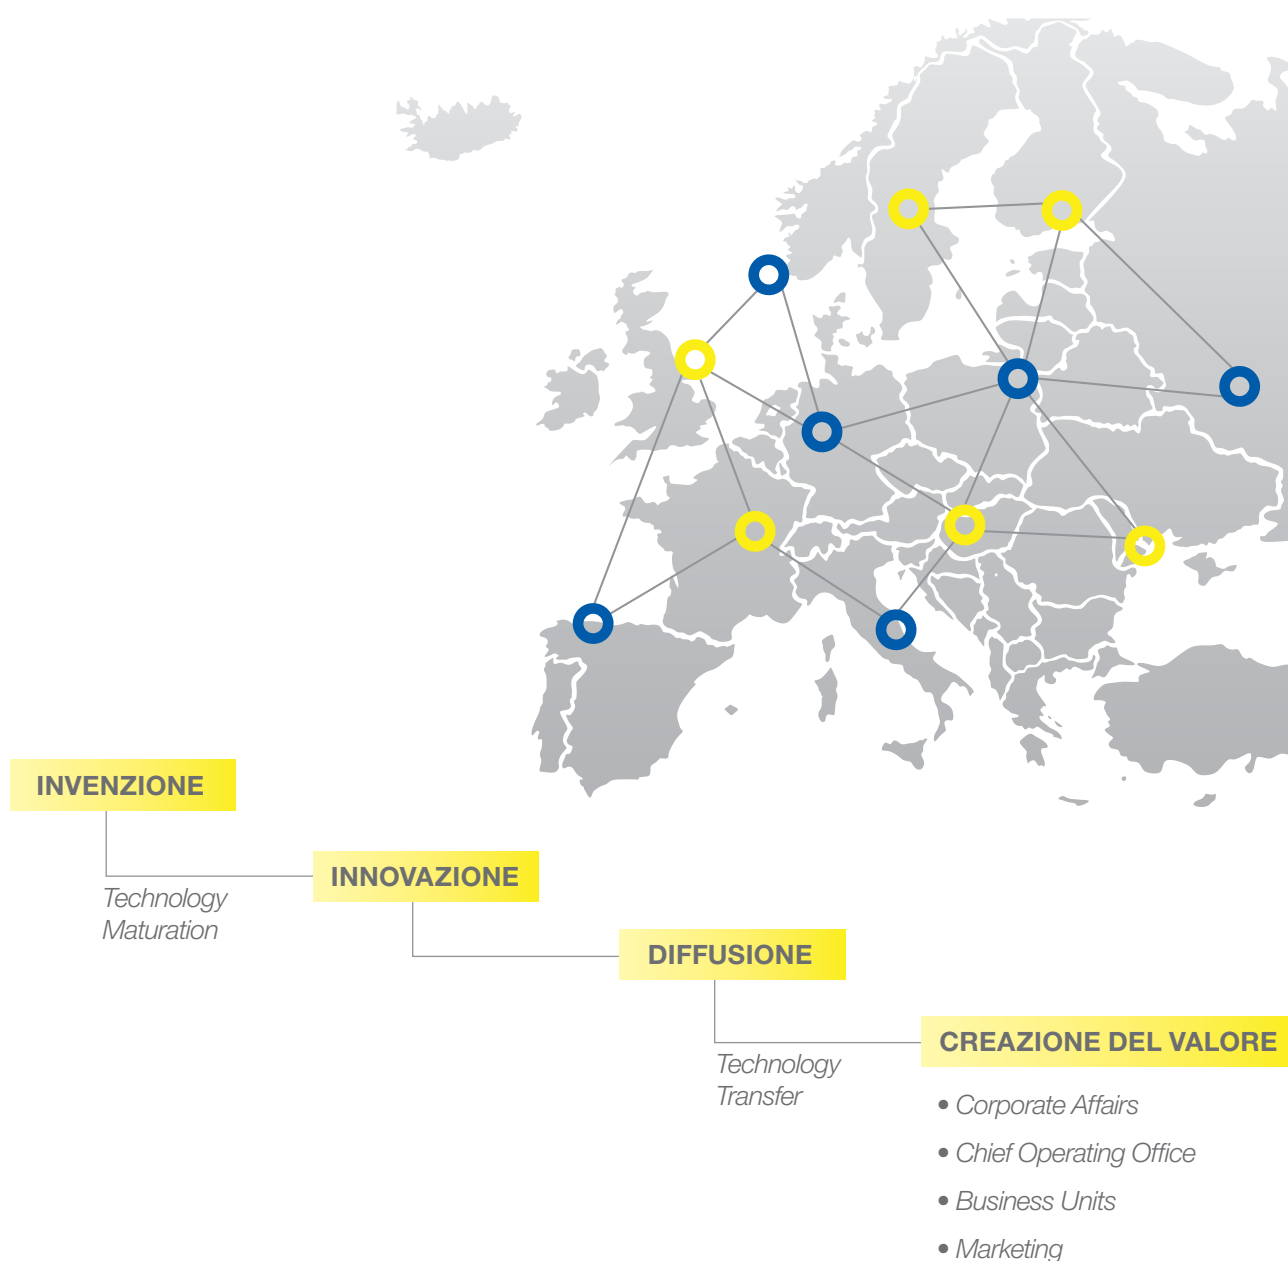 INVENZIONE
Technology
Maturation
INNOVAZIONE
DIFFUSIONE
Technology
Transfer
CREAZIONE DEL VALORE
• Corporate Affairs
• Chief Operating Office
• Business Units
• Marketing